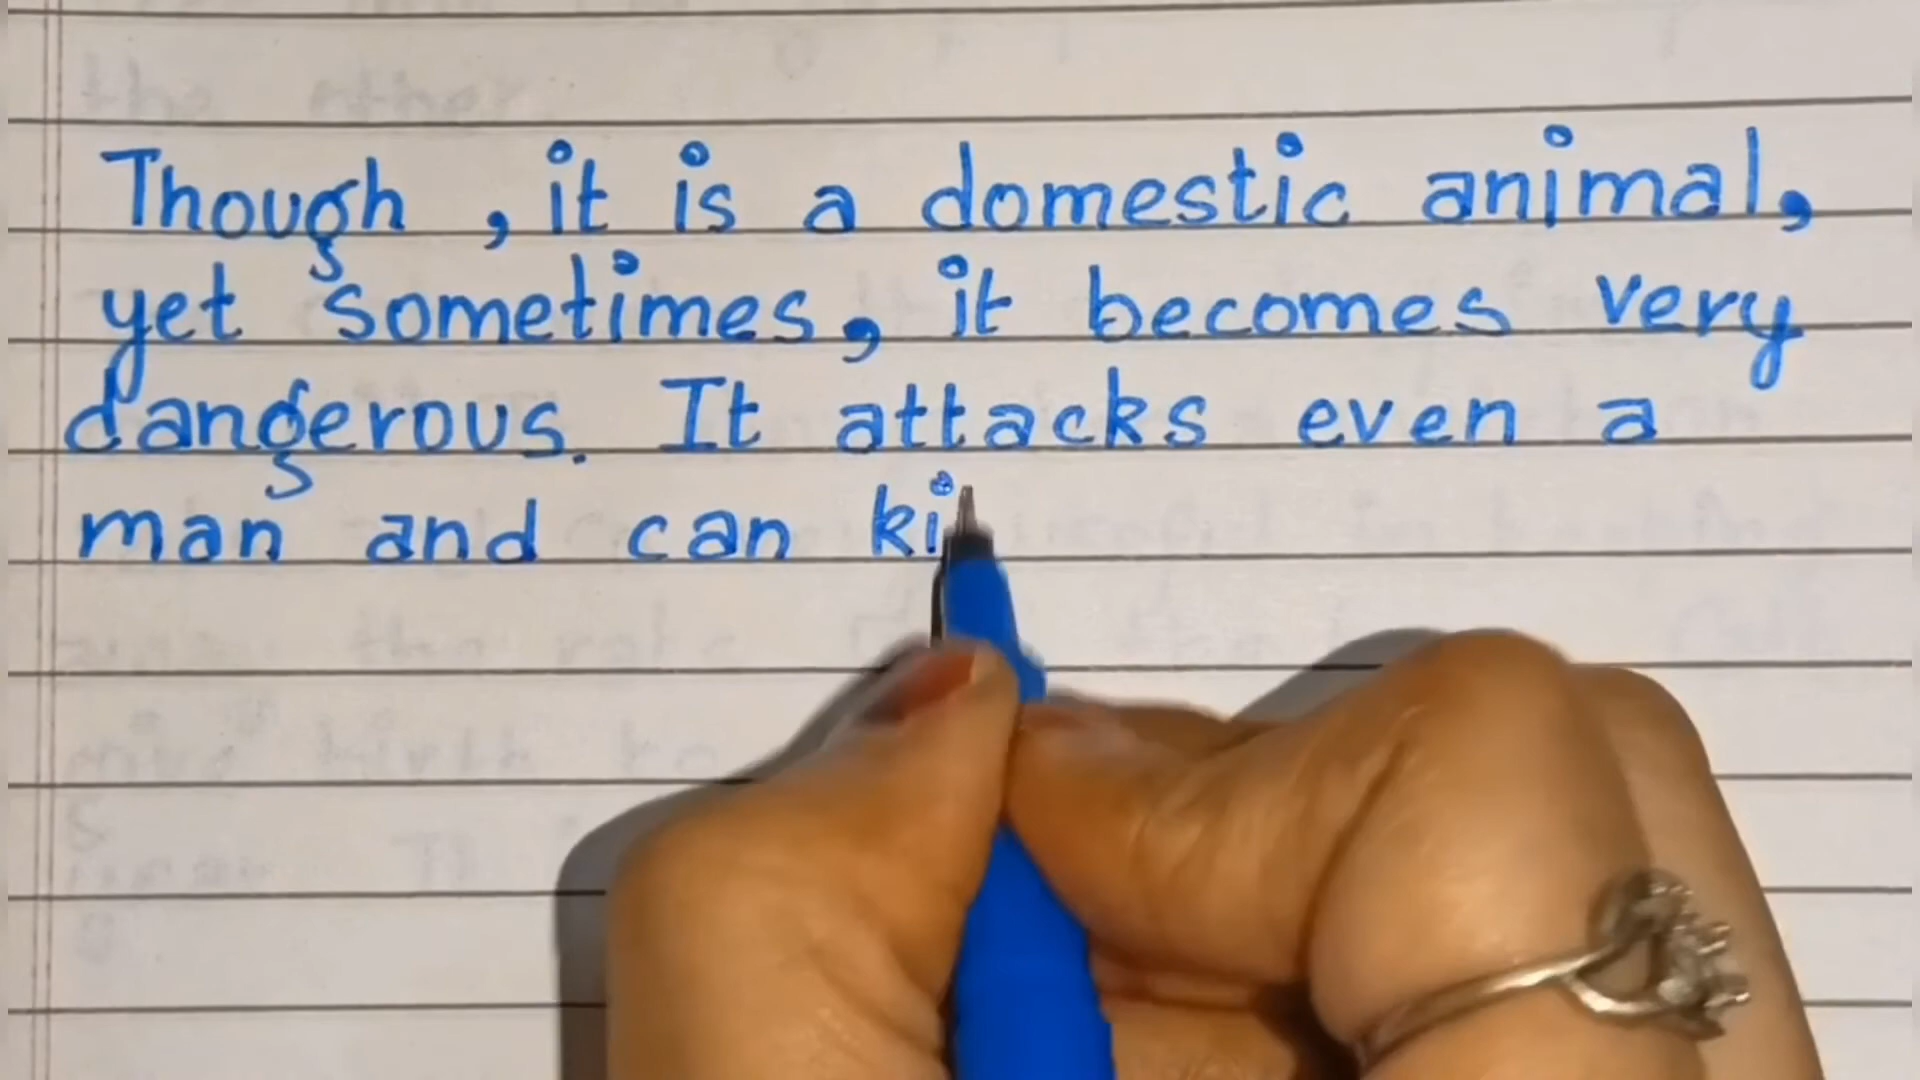 Though , it is a domestic animal,
yet sometimes, it becomes very
dangerous. It attacks even a
man and can ki